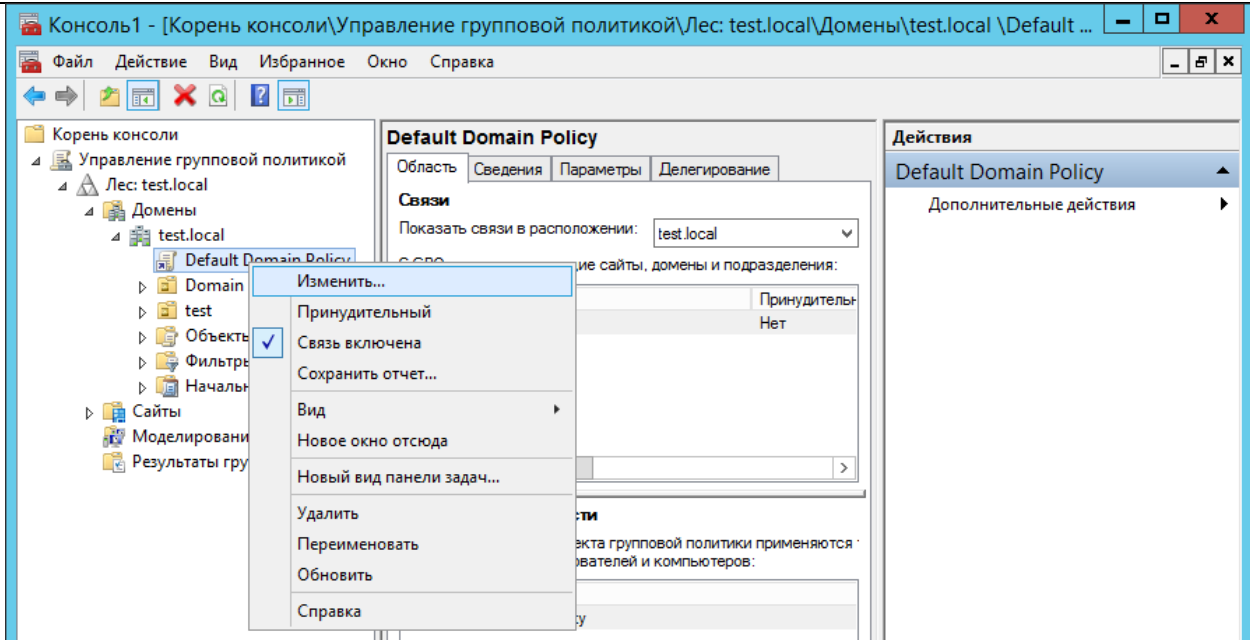 Консоль1 - [Корень консоли\Управление групповой политикой\Лес: test.local\Домены\test.local \Default ...
Файл Действие Вид Избранное Окно Справка
Корень консоли
Управление групповой политикой
Лес: test.local
Домены
test.local
Default Domain Policy
Domain
test
Объекты
Фильтры
Начальн
Сайты
Моделировани
Результаты гру
Изменить...
Принудительный
Связь включена
Сохранить отчет...
Вид
Новое окно отсюда
Новый вид панели задач...
Удалить
Переименовать
Обновить
Справка
Default Domain Policy
Область Сведения Параметры Делегирование
Связи
Показать связи в расположении: test.local
ие сайты, домены и подразделения:
Принудительн
Нет
сти
екта групповой политики применяются
ователей и компьютеров:
Действия
Default Domain Policy
Дополнительные действия